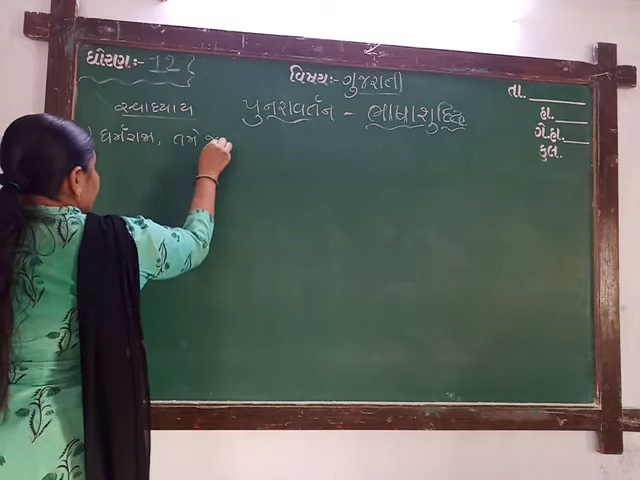 ધોરણ:- 12
વિષય:- ગુજરાતી
તા.
સ્વાધ્યાય
પુનરાવર્તન - ભાષાશુદ્ધિ
હા.
ગે.હા.
કુલ.
ધર્મરાજા, તમે